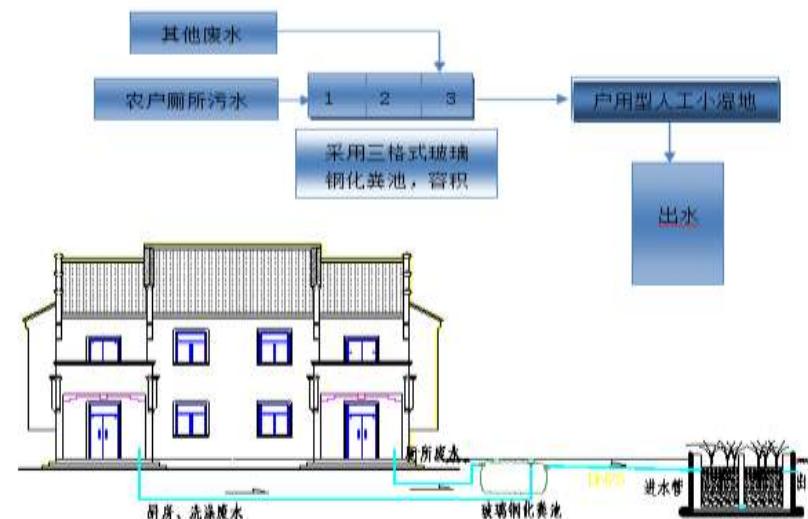 其他废水
农户厕所污水
1 2 3
户用型人工小湿地
采用三格式玻璃
钢化粪池，容积
出水
厕所废水
进水管
出
厨房、洗澡废水
玻璃钢化粪池